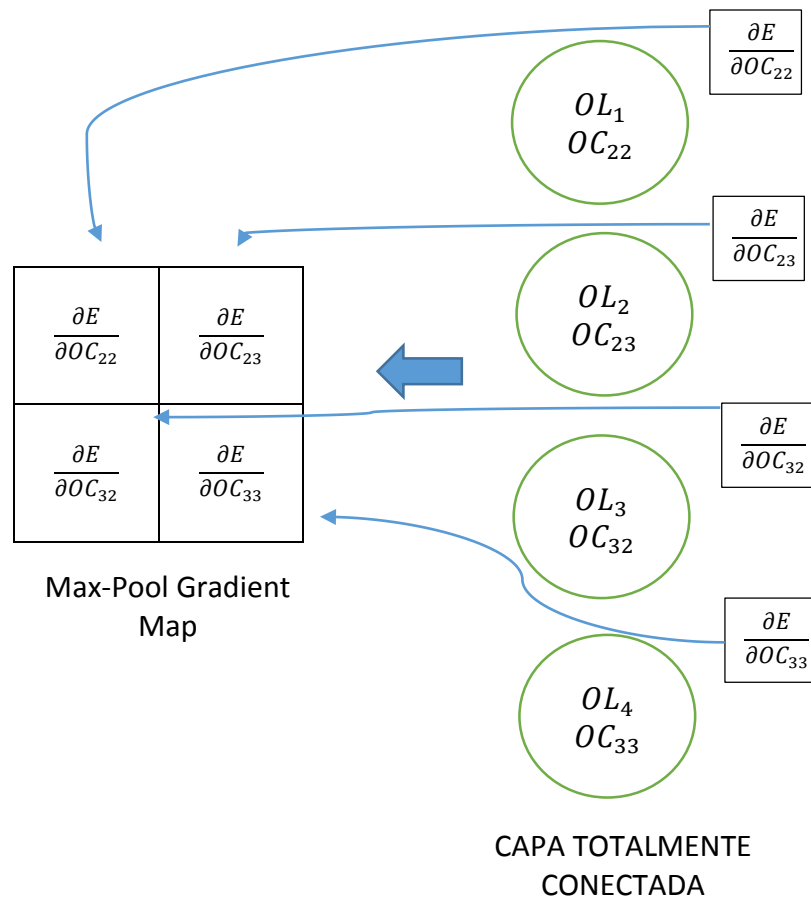 ∂E
∂OC₂₂
OL₁
OC₂₂
∂E
∂OC₂₃
OL₂
OC₂₃
∂E
∂OC₂₂
∂E
∂OC₂₃
∂E
∂OC₃₂
∂E
∂OC₃₂
∂E
∂OC₃₃
OL₃
OC₃₂
Max-Pool Gradient
Map
∂E
∂OC₃₃
OL₄
OC₃₃
CAPA TOTALMENTE
CONECTADA